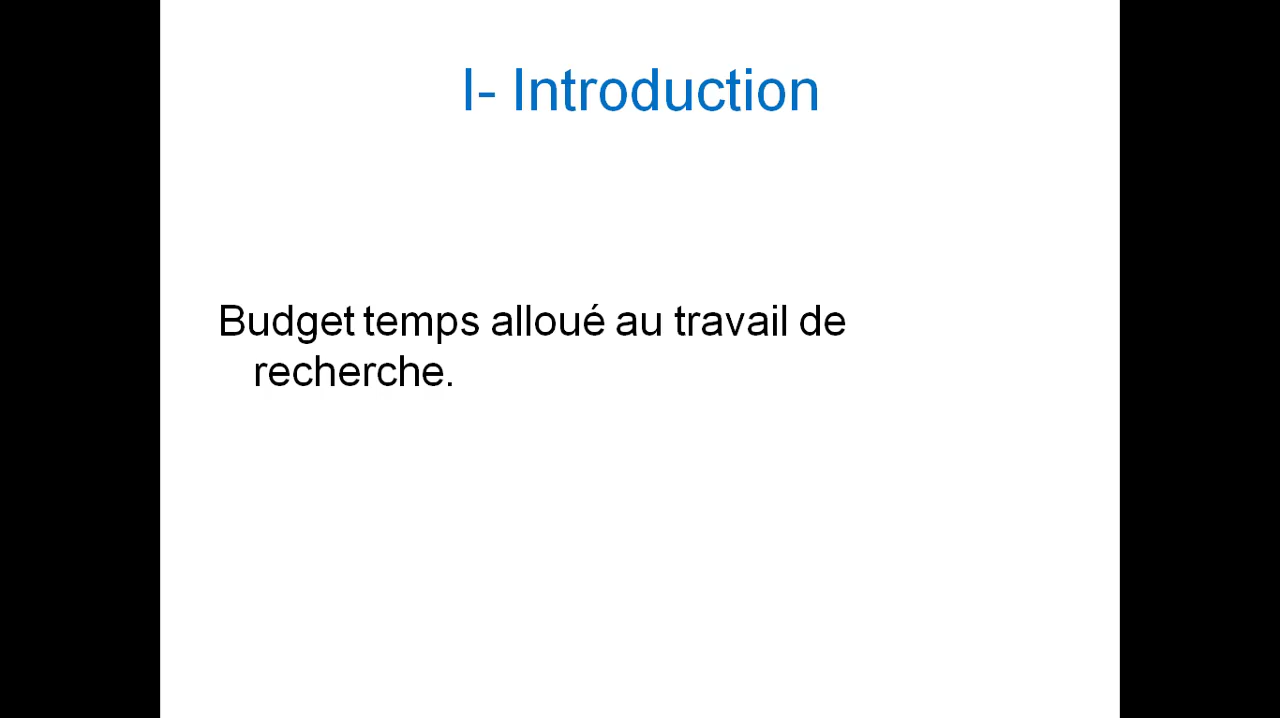 I- Introduction
Budget temps alloué au travail de
recherche.